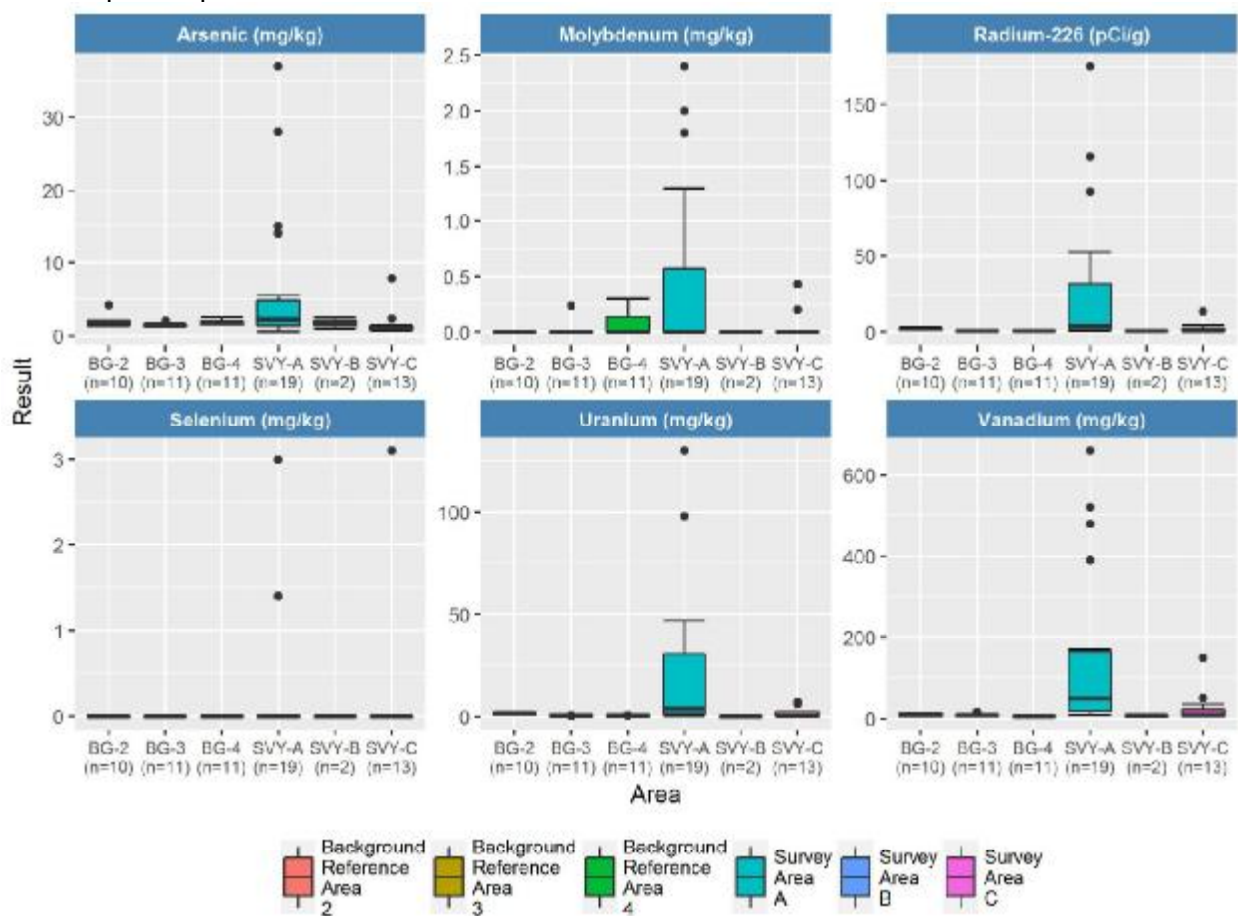 Arsenic (mg/kg) Molybdenum (mg/kg) Radium-226 (pCi/g)
30
20
10
0
2.5
2.0
1.5
1.0
0.5
0.0
150
100
50
0
BG-2 BG-3 BG-4 SVY-A SVY-B SVY-C BG-2 BG-3 BG-4 SVY-A SVY-B SVY-C BG-2 BG-3 BG-4 SVY-A SVY-B SVY-C
(n=10) (n=11) (n=11) (n=19) (n=2) (n=13) (n=10) (n=11) (n=11) (n=19) (n=2) (n=13) (n=10) (n=11) (n=11) (n=19) (n=2) (n=13)
Result
Selenium (mg/kg) Uranium (mg/kg) Vanadium (mg/kg)
3
2
1
0
100
50
0
600
400
200
0
BG-2 BG-3 BG-4 SVY-A SVY-B SVY-C BG-2 BG-3 BG-4 SVY-A SVY-B SVY-C BG-2 BG-3 BG-4 SVY-A SVY-B SVY-C
(n=10) (n=11) (n=11) (n=19) (n=2) (n=13) (n=10) (n=11) (n=11) (n=19) (n=2) (n=13) (n=10) (n=11) (n=11) (n=19) (n=2) (n=13)
Area
Background
Reference
Area
2
Background
Reference
Area
3
Background
Reference
Area
4
Survey
Area
A
Survey
Area
B
Survey
Area
C